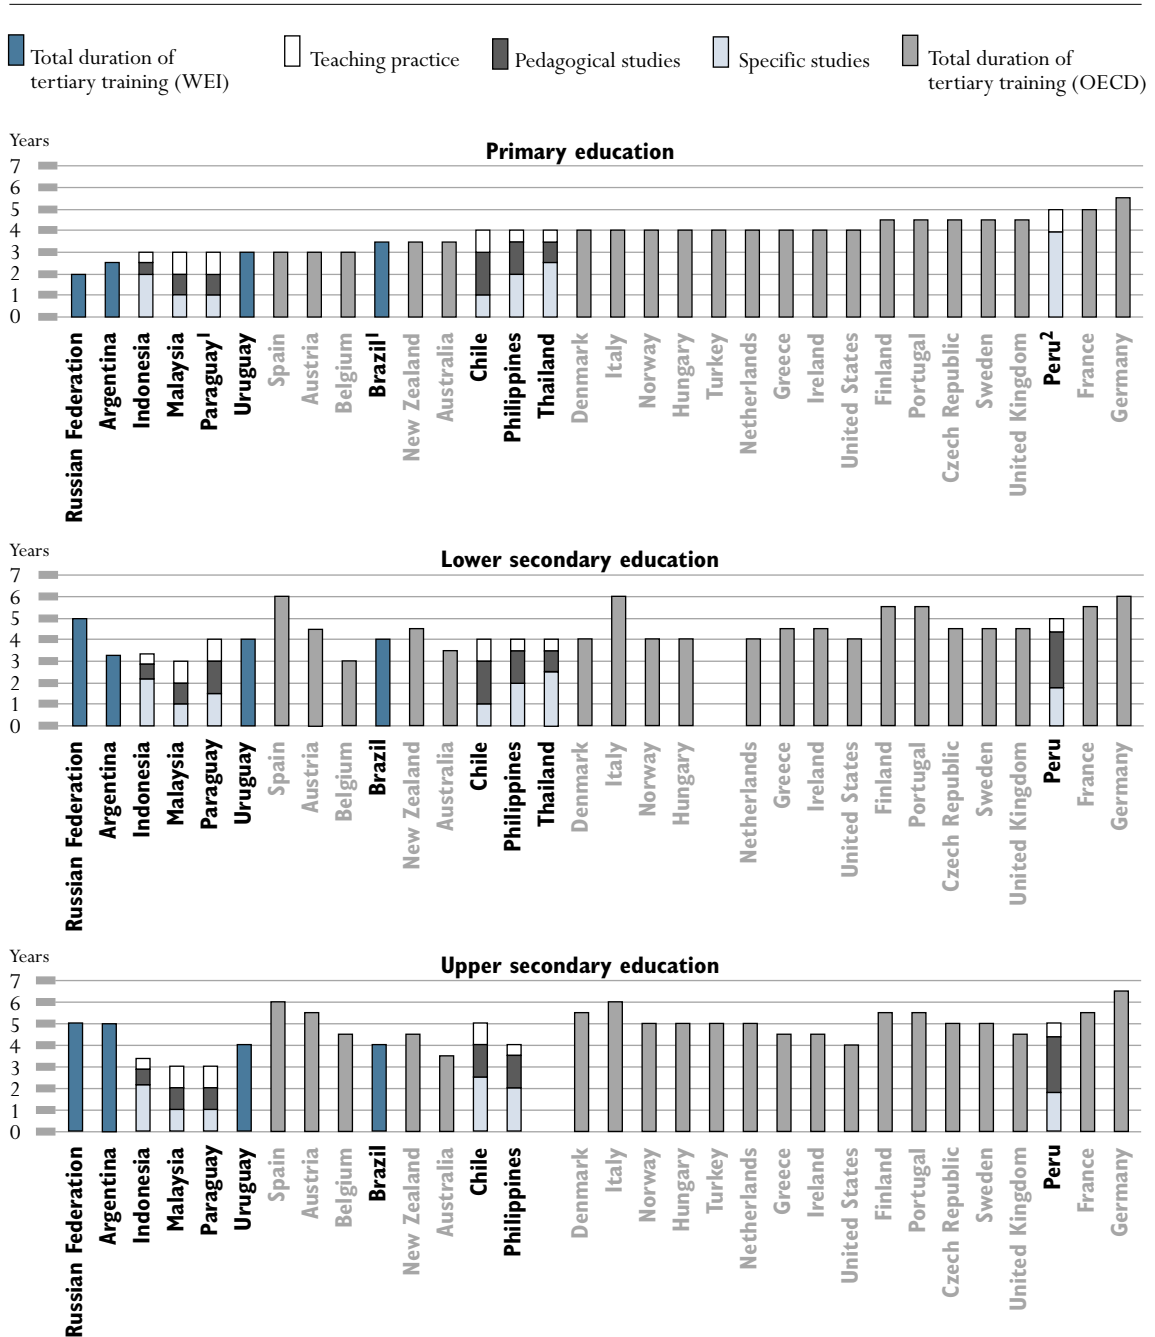 Total duration of
tertiary training (WEI)
Teaching practice
Pedagogical studies
Specific studies
Total duration of
tertiary training (OECD)
Years
Primary education
7
6
5
4
3
2
1
0
Russian Federation
Argentina
Indonesia
Malaysia
Paraguay¹
Uruguay
Spain
Austria
Belgium
Brazil¹
New Zealand
Australia
Chile
Philippines
Thailand
Denmark
Italy
Norway
Hungary
Turkey
Netherlands
Greece
Ireland
United States
Finland
Portugal
Czech Republic
Sweden
United Kingdom
Peru²
France
Germany
Years
Lower secondary education
7
6
5
4
3
2
1
0
Russian Federation
Argentina
Indonesia
Malaysia
Paraguay
Uruguay
Spain
Austria
Belgium
Brazil
New Zealand
Australia
Chile
Philippines
Thailand
Denmark
Italy
Norway
Hungary
Netherlands
Greece
Ireland
United States
Finland
Portugal
Czech Republic
Sweden
United Kingdom
Peru
France
Germany
Years
Upper secondary education
7
6
5
4
3
2
1
0
Russian Federation
Argentina
Indonesia
Malaysia
Paraguay
Uruguay
Spain
Austria
Belgium
Brazil
New Zealand
Australia
Chile
Philippines
Denmark
Italy
Norway
Hungary
Turkey
Netherlands
Greece
Ireland
United States
Finland
Portugal
Czech Republic
Sweden
United Kingdom
Peru
France
Germany